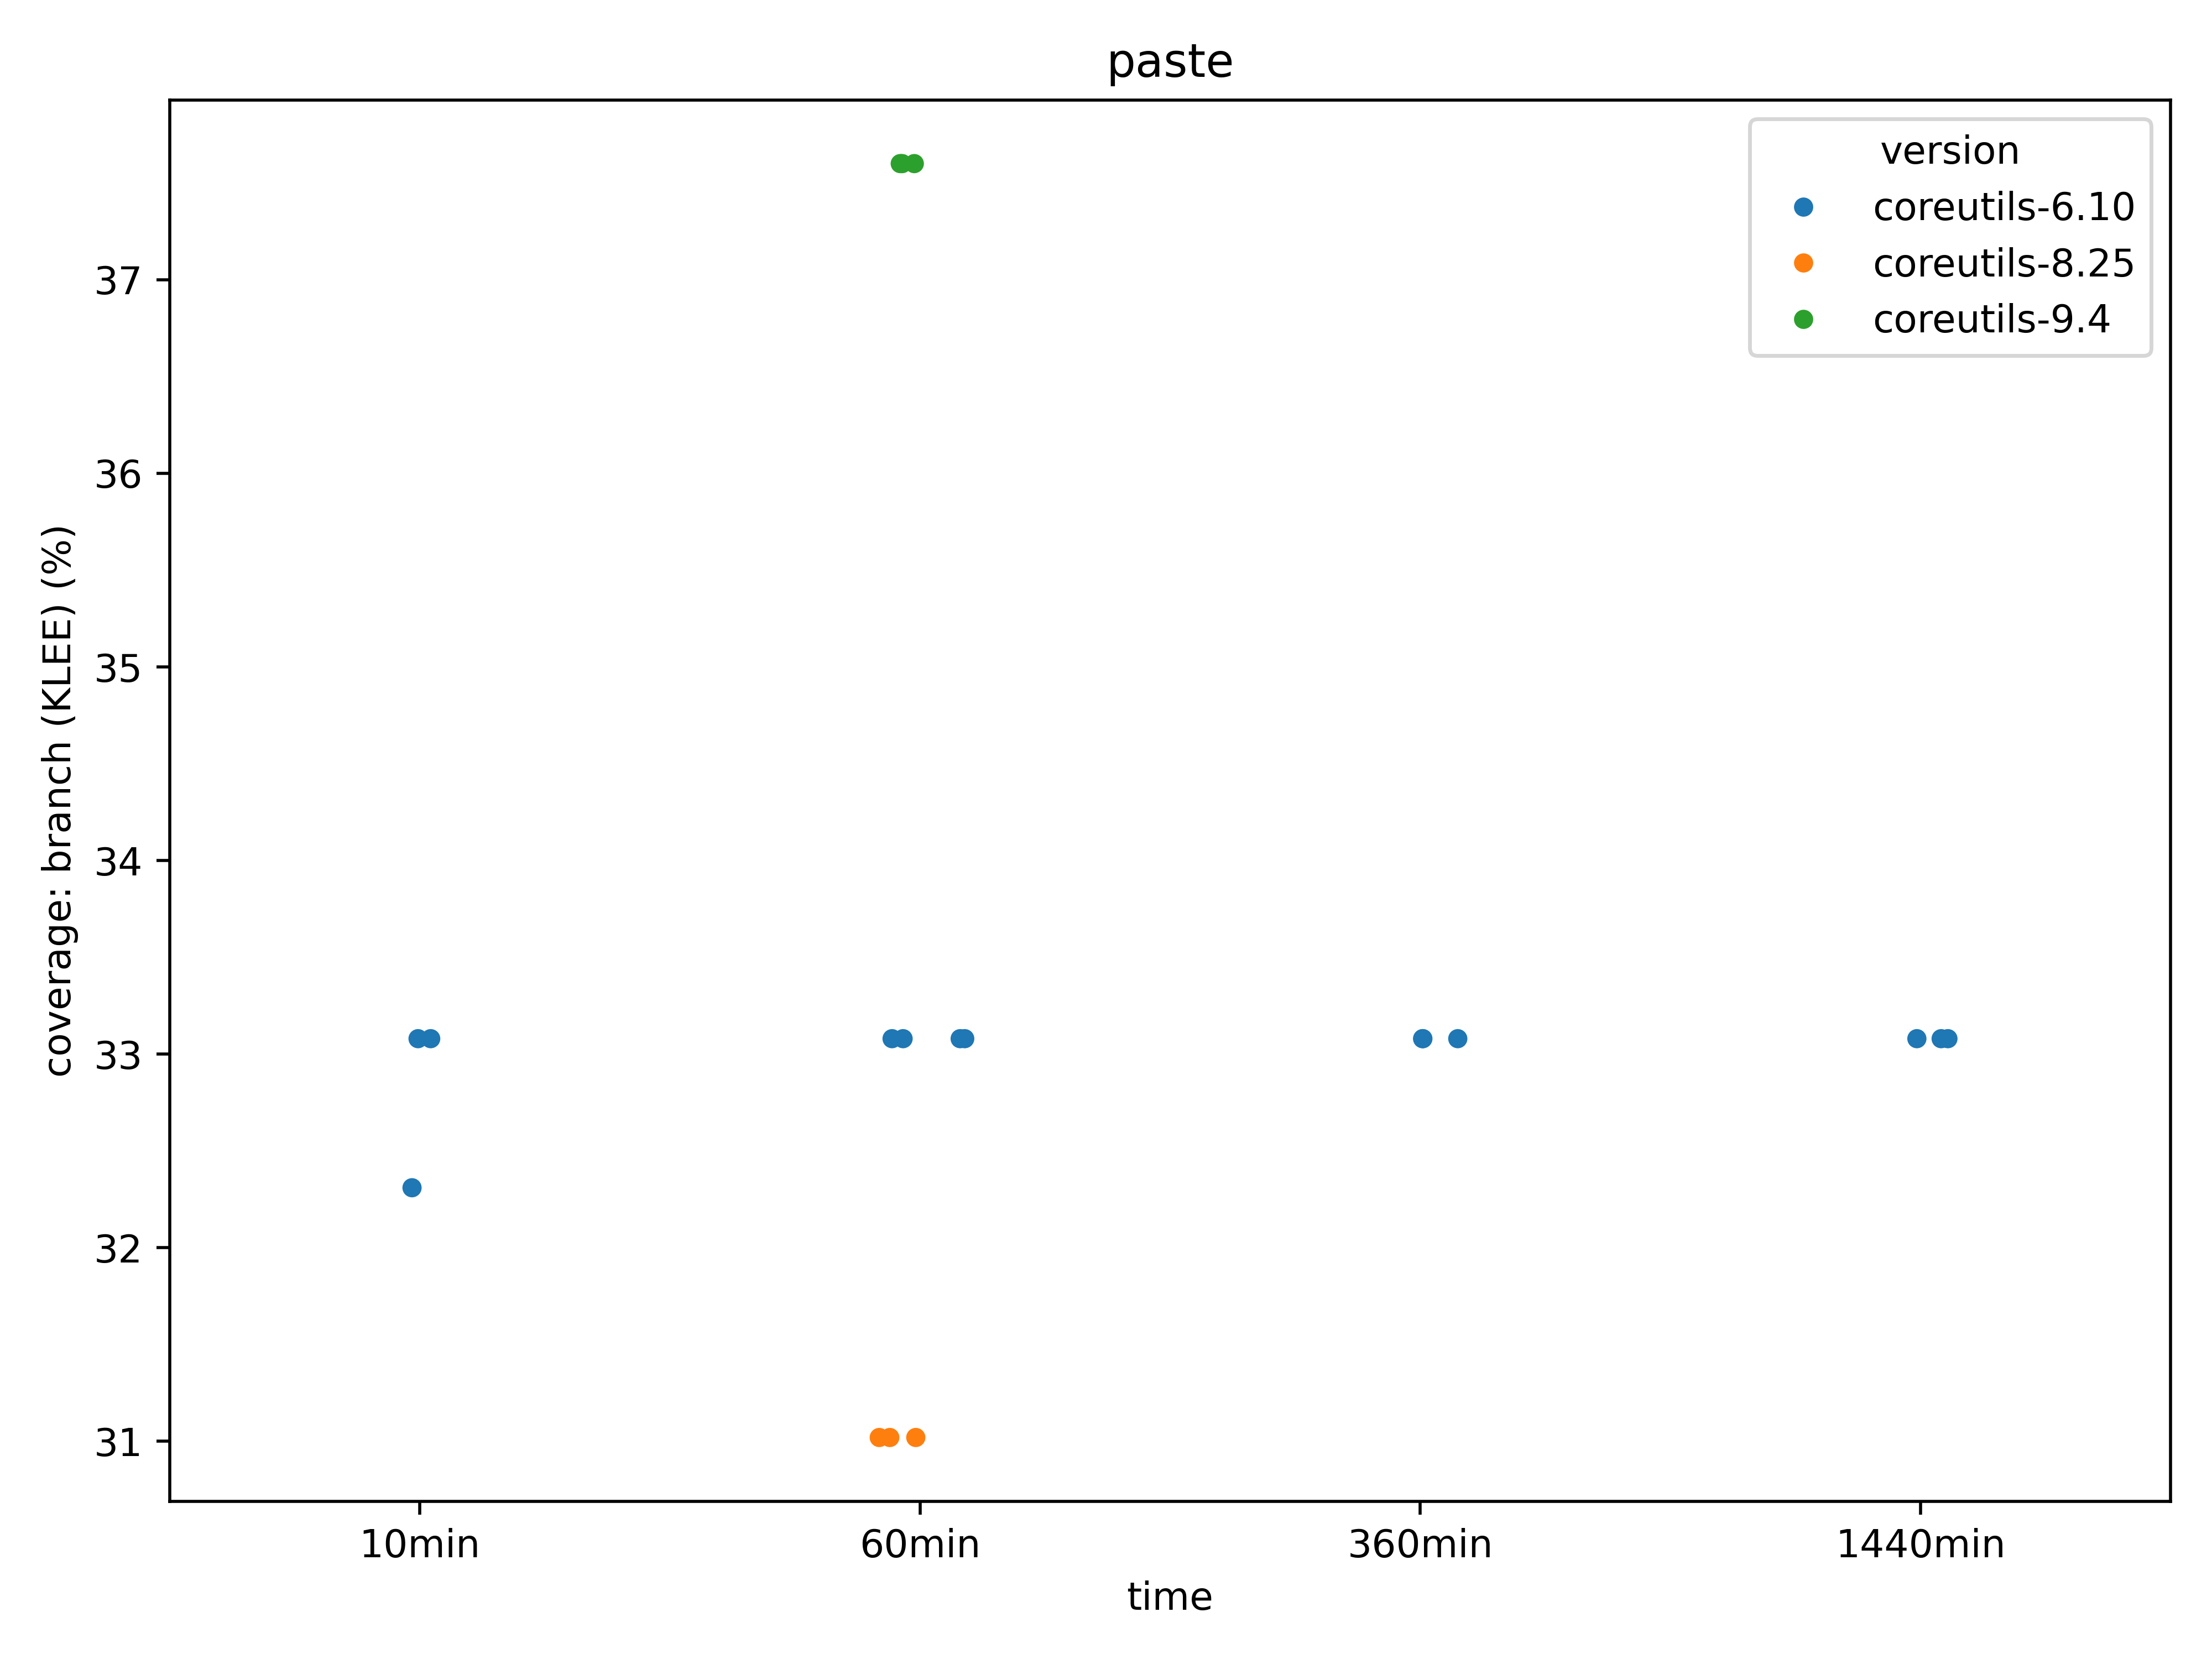 paste
version
coreutils-6.10
coreutils-8.25
coreutils-9.4
coverage: branch (KLEE) (%)
37
36
35
34
33
32
31
10min
60min
360min
1440min
time